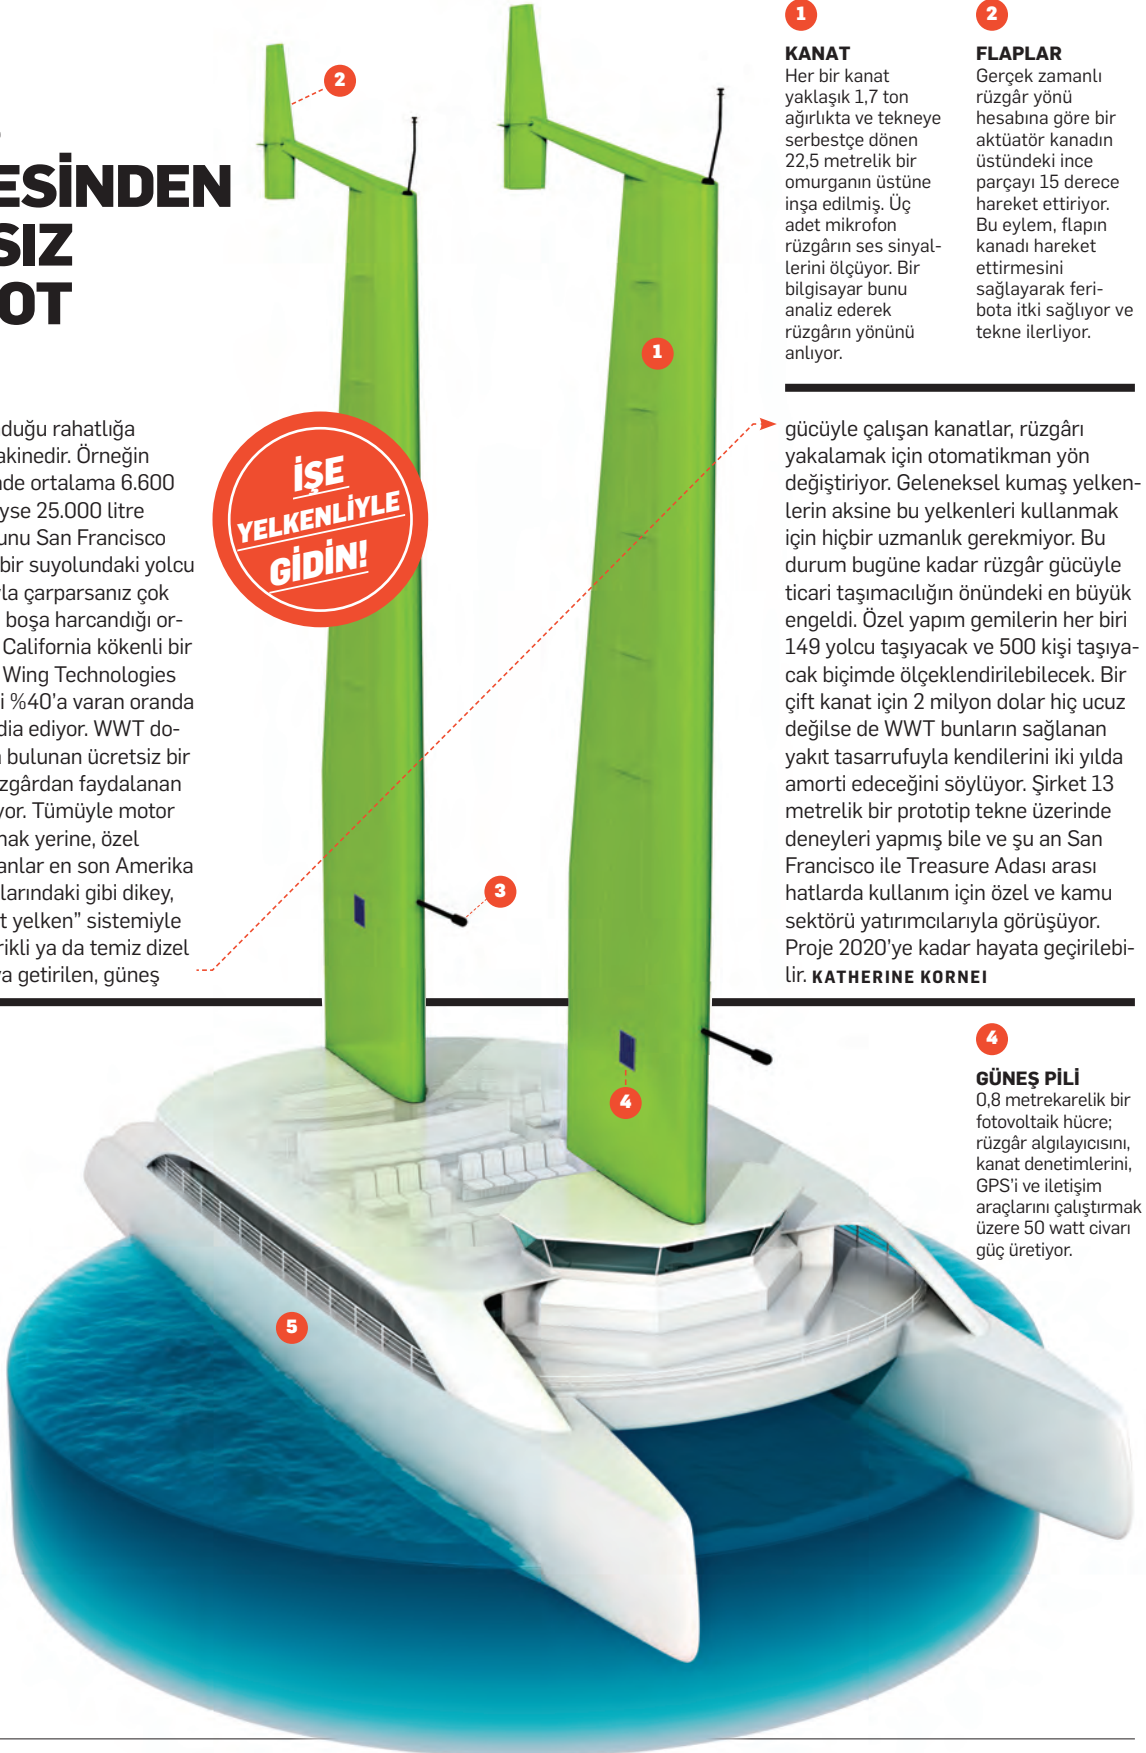 ESİNDEN
SIZ
OT
duğu rahatlığa
akinedir. Örneğin
nde ortalama 6.600
yse 25.000 litre
unu San Francisco
bir suyolundaki yolcu
yla çarparsanız çok
boşa harcandığı or-
California kökenli bir
Wing Technologies
i %40'a varan oranda
dia ediyor. WWT do-
a bulunan ücretsiz bir
zgârdan faydalanan
yor. Tümüyle motor
mak yerine, özel
anlar en son Amerika
larındaki gibi dikey,
t yelken” sistemiyle
rikli ya da temiz dizel
ya getirilen, güneş
İŞE
YELKENLİYLE
GİDİN!
1
KANAT
Her bir kanat
yaklaşık 1,7 ton
ağırlıkta ve tekneye
serbestçe dönen
22,5 metrelik bir
omurganın üstüne
inşa edilmiş. Üç
adet mikrofon
rüzgârın ses sinyal-
lerini ölçüyor. Bir
bilgisayar bunu
analiz ederek
rüzgârın yönünü
anlıyor.
2
FLAPLAR
Gerçek zamanlı
rüzgâr yönü
hesabına göre bir
aktüatör kanadın
üstündeki ince
parçayı 15 derece
hareket ettiriyor.
Bu eylem, flapın
kanadı hareket
ettirmesini
sağlayarak feri-
bota itki sağlıyor ve
tekne ilerliyor.
gücüyle çalışan kanatlar, rüzgârı
yakalamak için otomatikman yön
değiştiriyor. Geleneksel kumaş yelken-
lerin aksine bu yelkenleri kullanmak
için hiçbir uzmanlık gerekmiyor. Bu
durum bugüne kadar rüzgâr gücüyle
ticari taşımacılığın önündeki en büyük
engeldi. Özel yapım gemilerin her biri
149 yolcu taşıyacak ve 500 kişi taşıya-
cak biçimde ölçeklendirilebilecek. Bir
çift kanat için 2 milyon dolar hiç ucuz
değilse de WWT bunların sağlanan
yakıt tasarrufuyla kendilerini iki yılda
amorti edeceğini söylüyor. Şirket 13
metrelik bir prototip tekne üzerinde
deneyleri yapmış bile ve şu an San
Francisco ile Treasure Adası arası
hatlarda kullanım için özel ve kamu
sektörü yatırımcılarıyla görüşüyor.
Proje 2020'ye kadar hayata geçirilebi-
lir. KATHERINE KORNEI
4
GÜNEŞ PİLİ
0,8 metrekarelik bir
fotovoltaik hücre;
rüzgâr algılayıcısını,
kanat denetimlerini,
GPS'i ve iletişim
araçlarını çalıştırmak
üzere 50 watt civarı
güç üretiyor.
2
1
3
4
5